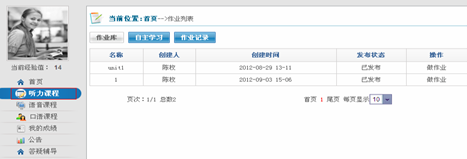 当前位置:首页-->作业列表
作业库 自主学习 作业记录
名称 创建人 创建时间 发布状态 操作
unit1 陈玫 2012-08-29 13-11 已发布 做作业
1 陈玫 2012-09-03 15-06 已发布 做作业
页次：1/1 总数2 首页 1 尾页 每页显示 10
当前经验值： 14
首页
听力课程
语音课程
口语课程
我的成绩
公告
答疑辅导